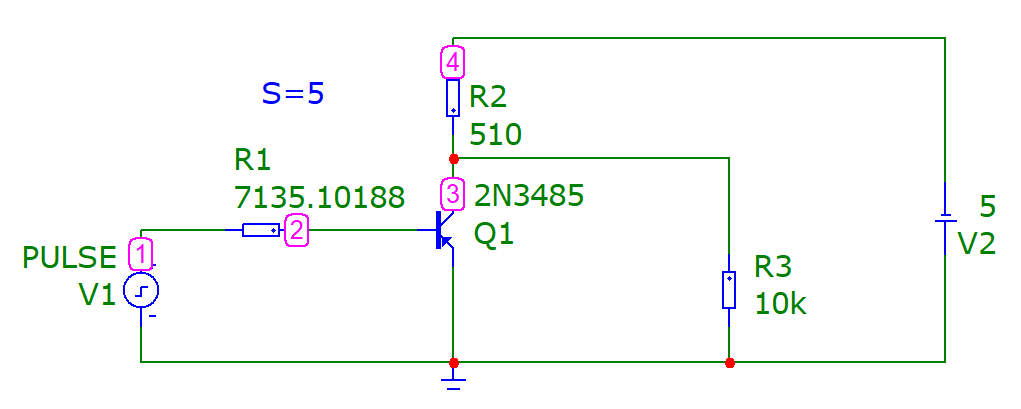 4
S=5
R2
510
R1
7135.10188
3
2N3485
2
Q1
5
V2
PULSE
1
V1
R3
10k